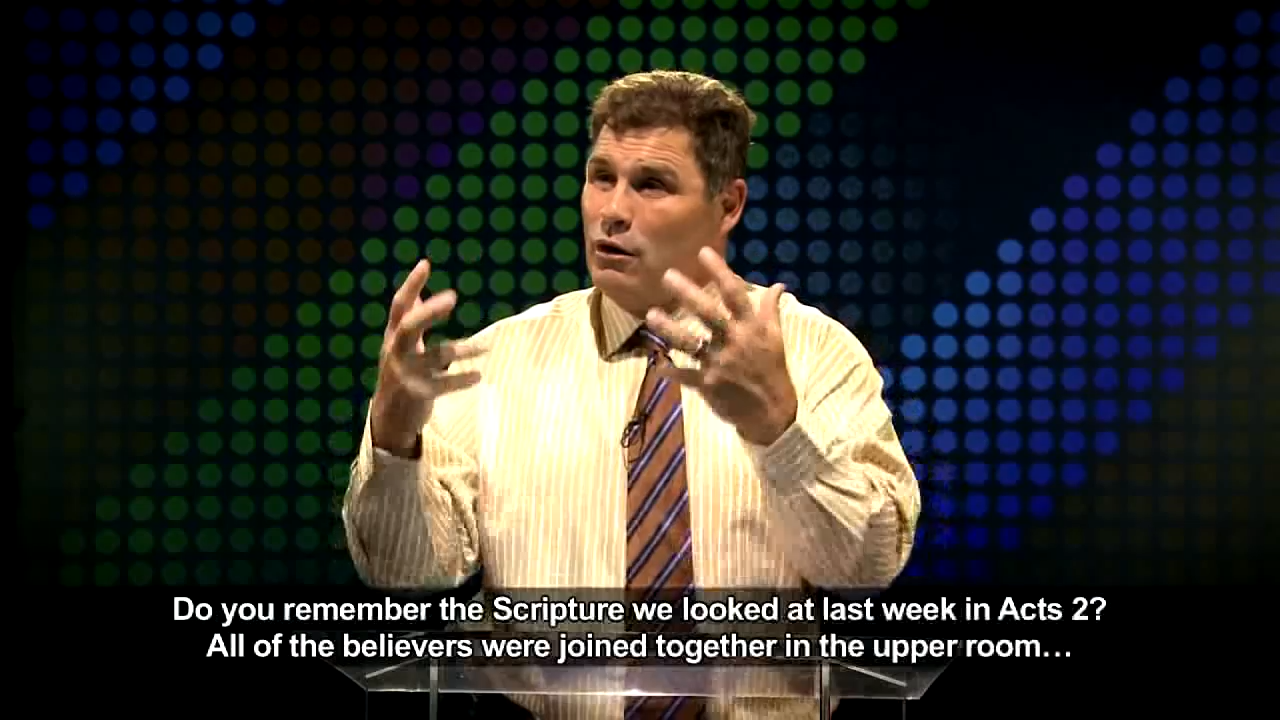 Do you remember the Scripture we looked at last week in Acts 2?
All of the believers were joined together in the upper room…